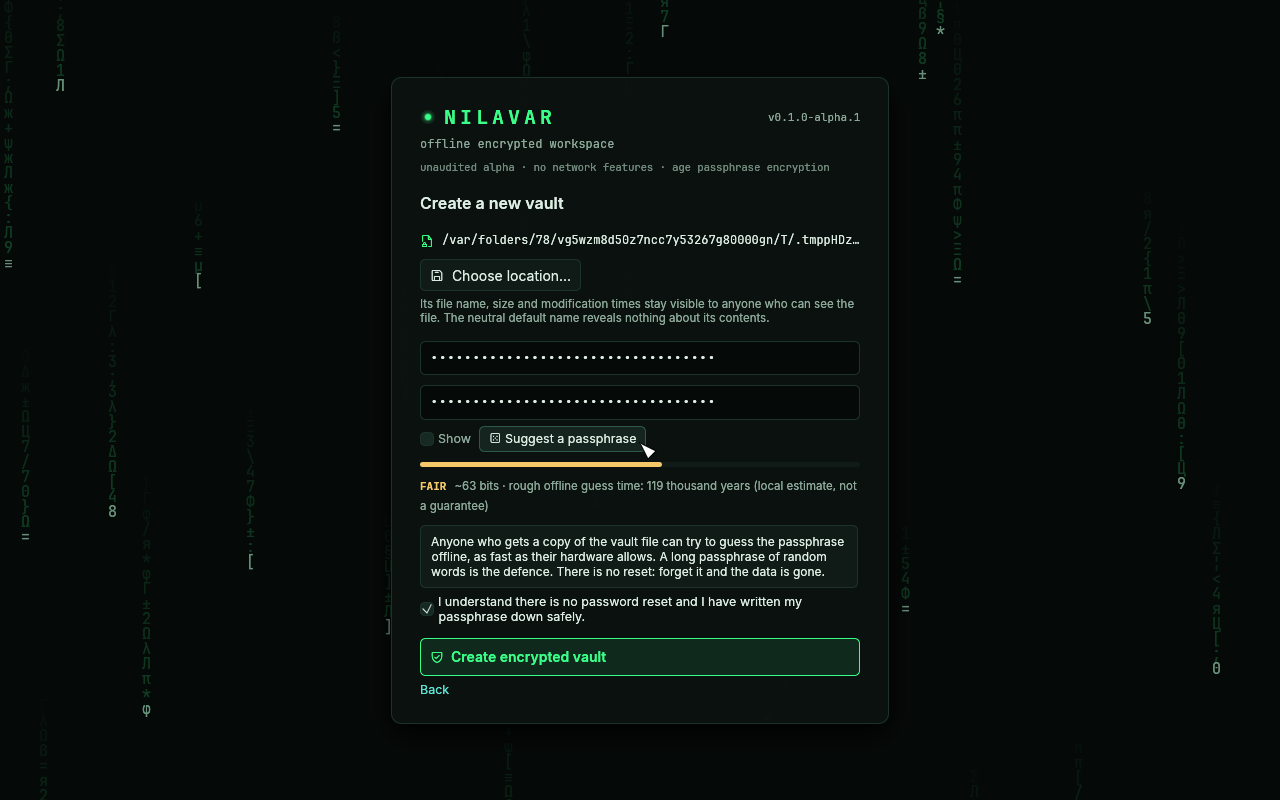 NILAVAR
v0.1.0-alpha.1
offline encrypted workspace
unaudited alpha · no network features · age passphrase encryption
Create a new vault
/var/folders/78/vg5wzm8d50z7ncc7y53267g80000gn/T/.tmppHDz…
Choose location...
Its file name, size and modification times stay visible to anyone who can see the
file. The neutral default name reveals nothing about its contents.
••••••••••••••••••••••••••••••••••
••••••••••••••••••••••••••••••••••
Show
Suggest a passphrase
FAIR ~63 bits · rough offline guess time: 119 thousand years (local estimate, not
a guarantee)
Anyone who gets a copy of the vault file can try to guess the passphrase
offline, as fast as their hardware allows. A long passphrase of random
words is the defence. There is no reset: forget it and the data is gone.
I understand there is no password reset and I have written my
passphrase down safely.
Create encrypted vault
Back